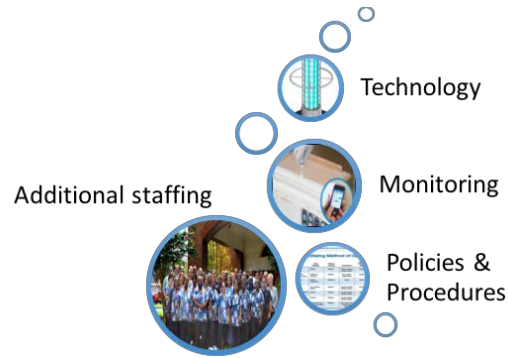 Technology
Monitoring
Additional staffing
Policies &
Procedures